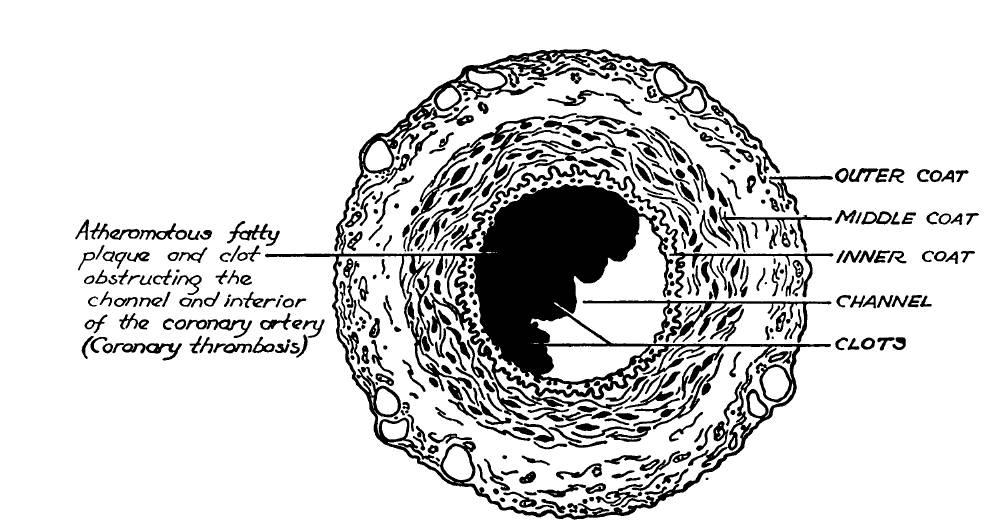 Atheromatous fatty
plaque and clot
obstructing the
channel and interior
of the coronary artery
(Coronary thrombosis)
OUTER COAT
MIDDLE COAT
INNER COAT
CHANNEL
CLOTS